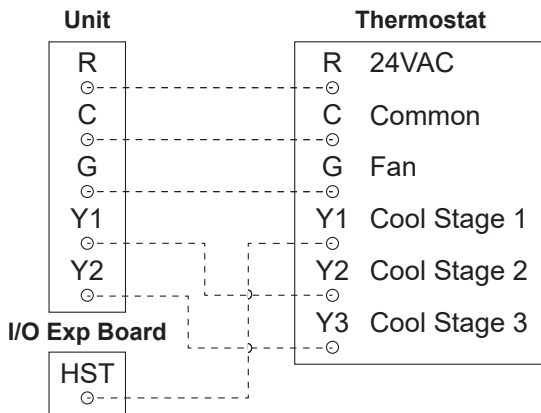 Unit
Thermostat
R
R 24VAC
C
C Common
G
G Fan
Y1
Y1 Cool Stage 1
Y2
Y2 Cool Stage 2
Y3 Cool Stage 3
I/O Exp Board
HST